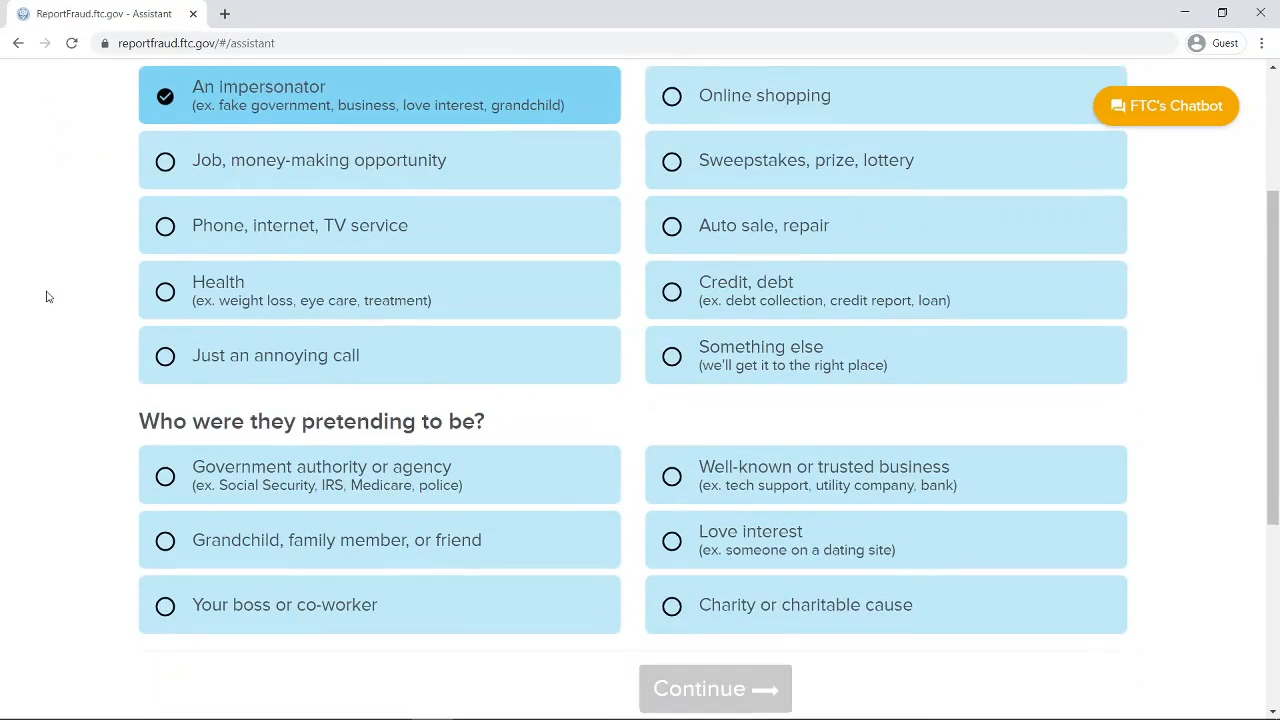 ReportFraud.ftc.gov - Assistant
reportfraud.ftc.gov/#/assistant
Guest
An impersonator
(ex. fake government, business, love interest, grandchild)
Online shopping
FTC's Chatbot
Job, money-making opportunity
Sweepstakes, prize, lottery
Phone, internet, TV service
Auto sale, repair
Health
(ex. weight loss, eye care, treatment)
Credit, debt
(ex. debt collection, credit report, loan)
Just an annoying call
Something else
(we'll get it to the right place)
Who were they pretending to be?
Government authority or agency
(ex. Social Security, IRS, Medicare, police)
Well-known or trusted business
(ex. tech support, utility company, bank)
Grandchild, family member, or friend
Love interest
(ex. someone on a dating site)
Your boss or co-worker
Charity or charitable cause
Continue